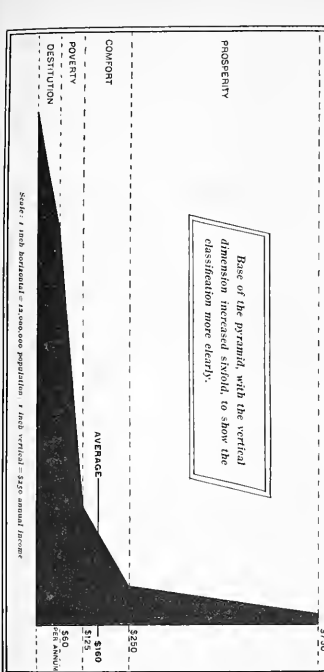 PROSPERITY
Base of the pyramid, with the vertical
dimension increased sixfold, to show the
classification more clearly.
$250
COMFORT
AVERAGE
$160
$125
POVERTY
$60
PER ANNUM
DESTITUTION
Scale: 1 inch horizontal = 12,000,000 population 1 inch vertical = $250 annual income